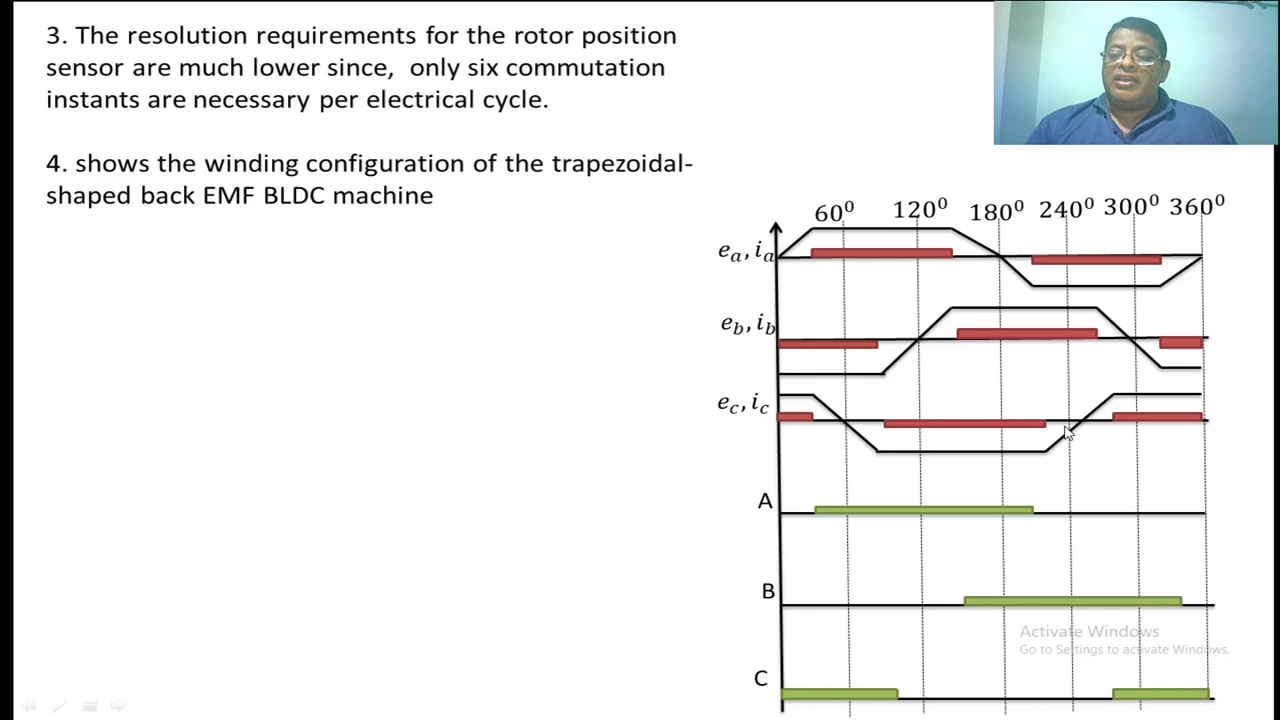 3. The resolution requirements for the rotor position
sensor are much lower since,  only six commutation
instants are necessary per electrical cycle.
4. shows the winding configuration of the trapezoidal-
shaped back EMF BLDC machine
60⁰ 120⁰ 180⁰ 240⁰ 300⁰ 360⁰
eₐ, iₐ
e_b, i_b
e_c, i_c
A
B
Activate Windows
Go to Settings to activate Windows.
C